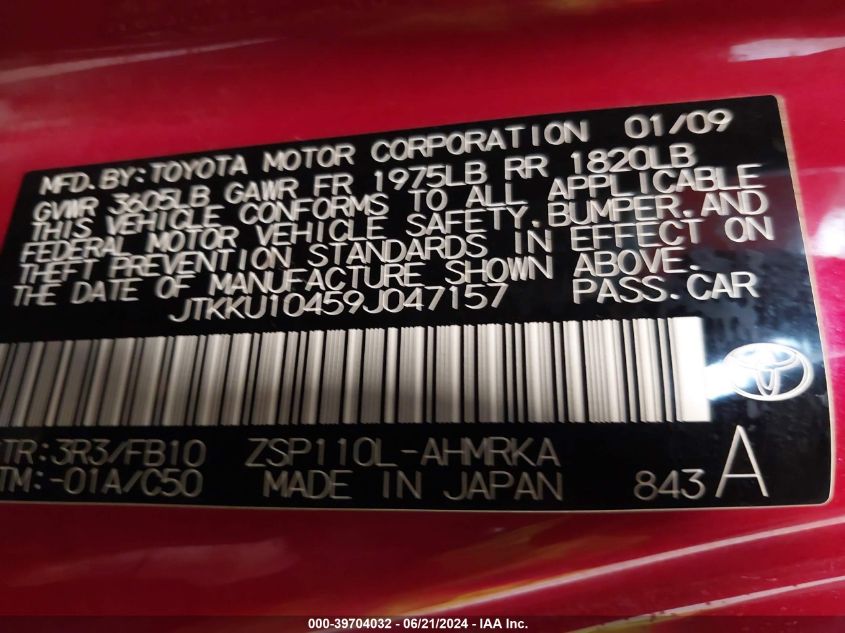 MFD.BY:TOYOTA MOTOR CORPORATION 01/09
GVWR 3605LB GAWR FR 1975LB RR 1820LB
THIS VEHICLE CONFORMS TO ALL APPLICABLE
FEDERAL MOTOR VEHICLE SAFETY,BUMPER,AND
THEFT PREVENTION STANDARDS IN EFFECT ON
THE DATE OF MANUFACTURE SHOWN ABOVE.
JTKKU10459J047157 PASS.CAR
TR:3R3/FB10 ZSP110L-AHMRKA
TM:-01A/C50 MADE IN JAPAN 843 A
000-39704032 - 06/21/2024 - IAA Inc.